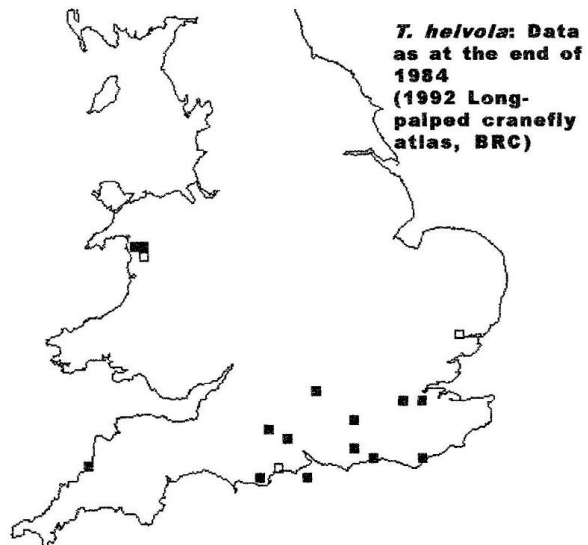 T. helvola: Data
as at the end of
1984
(1992 Long-
palped cranefly
atlas, BRC)